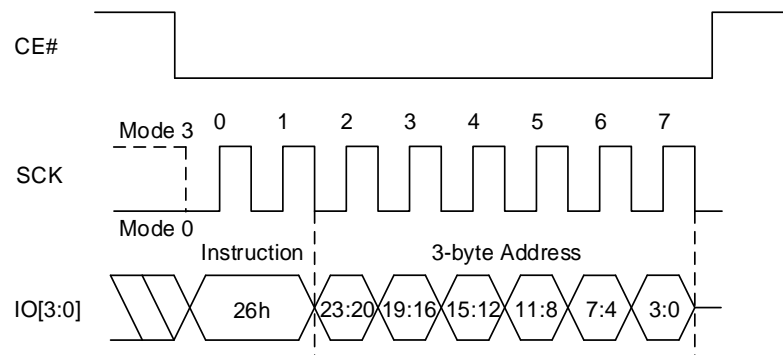 CE#
Mode 3 0 1 2 3 4 5 6 7
SCK
Mode 0
Instruction 3-byte Address
IO[3:0] 26h 23:20 19:16 15:12 11:8 7:4 3:0